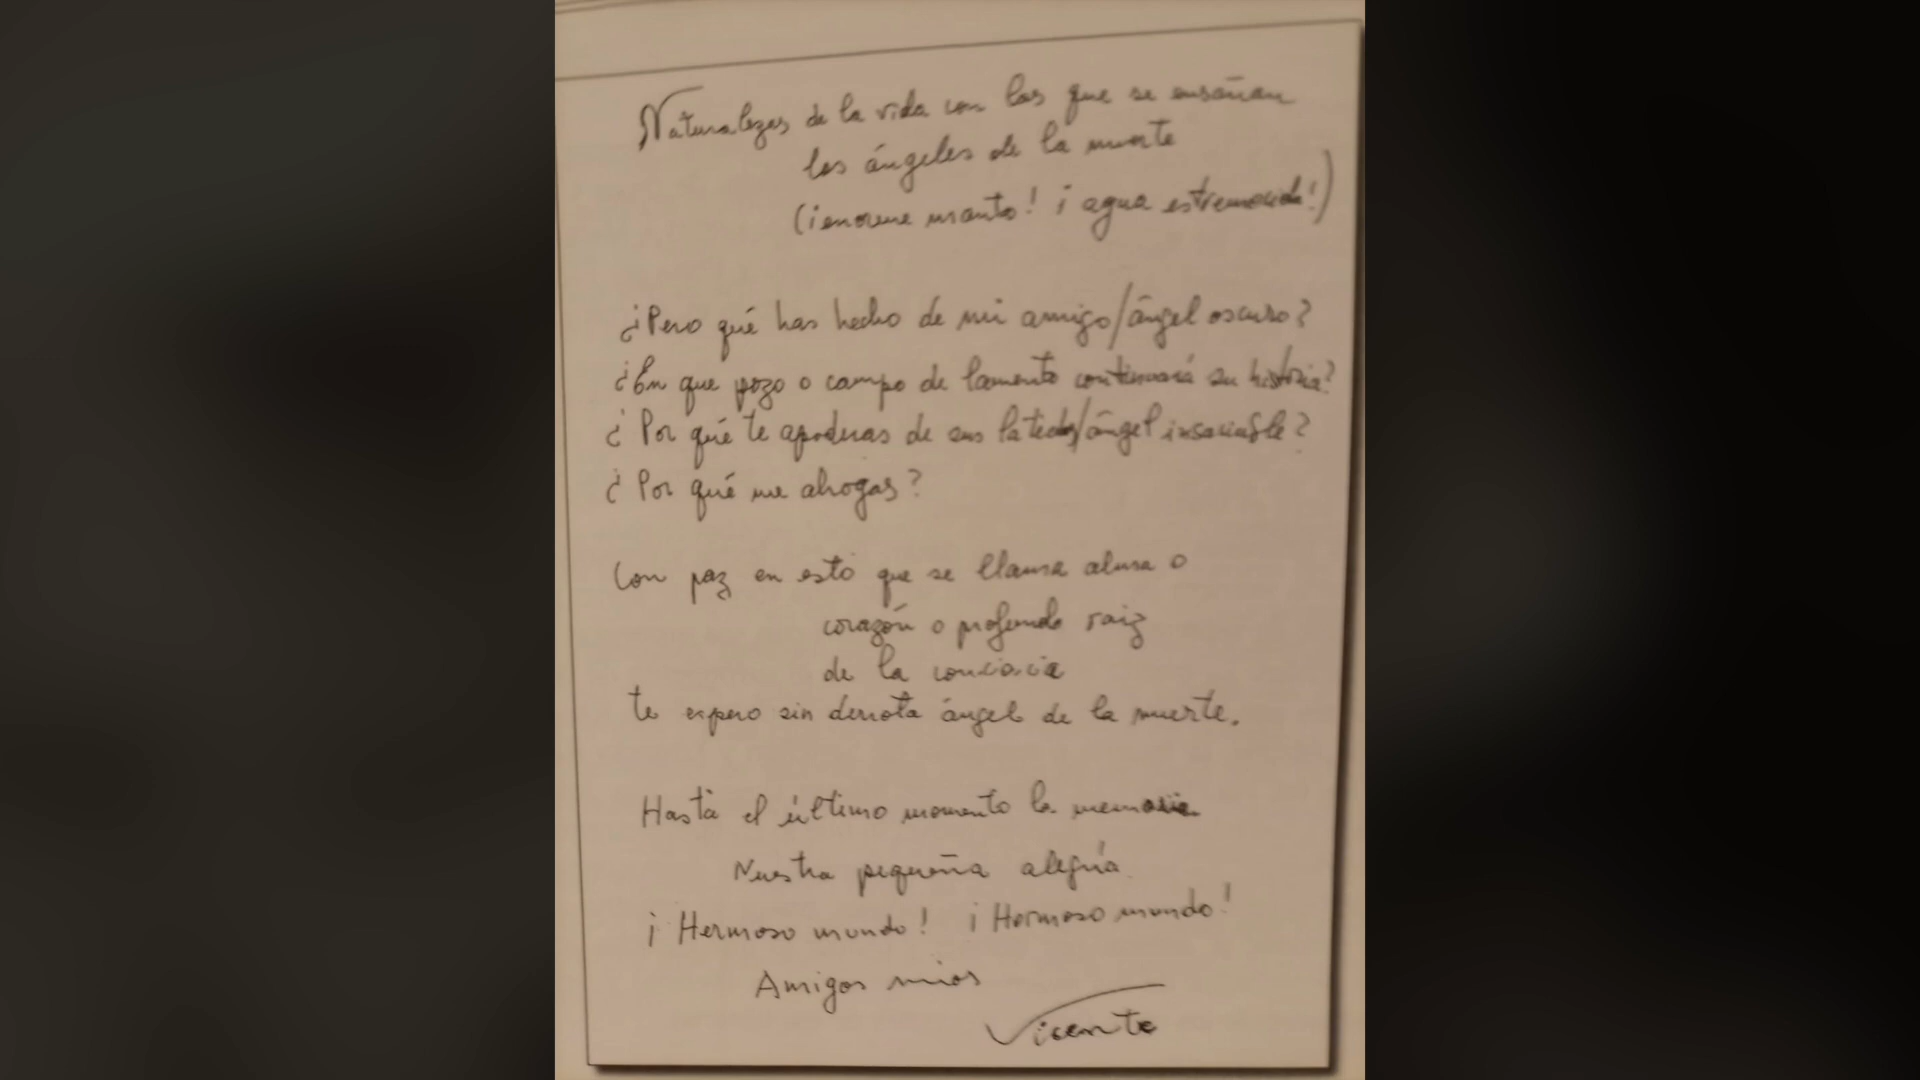 Naturalezas de la vida con las que se ensañan
los ángeles de la muerte
(¡enorme manto! ¡agua estremecida!)
¿Pero qué has hecho de mi amigo/ángel oscuro?
¿En que pozo o campo de lamento continuará su historia?
¿Por qué te apoderas de sus latidos/ángel insaciable?
¿Por qué me ahogas?
Con paz en esto que se llama alma o
corazón o profunda raiz
de la conciencia
te espero sin derrota ángel de la muerte.
Hasta el último momento la memoria
Nuestra pequeña alegría
¡Hermoso mundo! ¡Hermoso mundo!
Amigos mios
Vicente